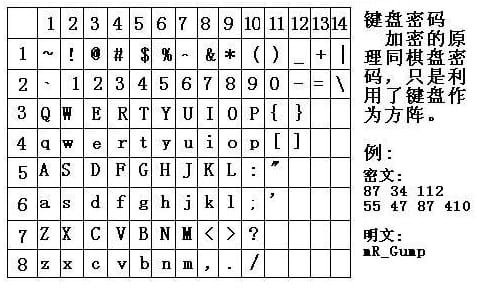 1 2 3 4 5 6 7 8 9 10 11 12 13 14
1 ~ ! @ # $ % ^ & * ( ) _ + |
2 ` 1 2 3 4 5 6 7 8 9 0 - = \
3 Q W E R T Y U I O P { }
4 q w e r t y u i o p [ ]
5 A S D F G H J K L : "
6 a s d f g h j k l ; '
7 Z X C V B N M < > ?
8 z x c v b n m , . /
键盘密码
加密的原
理同棋盘密
码，只是利
用了键盘作
为方阵。
例:
密文:
87 34 112
55 47 87 410
明文:
mR_Gump